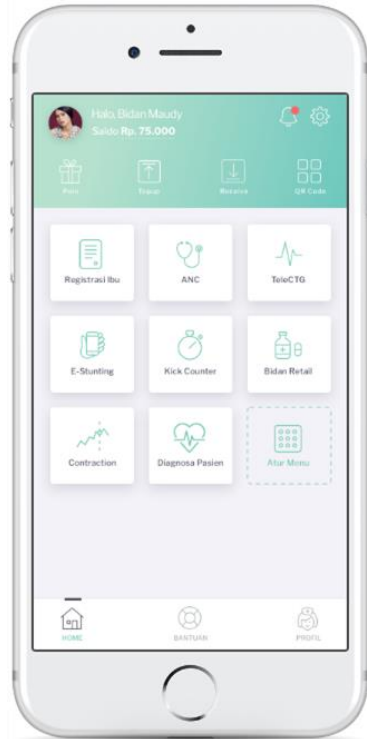 Halo, Bidan Maudy
Saldo Rp. 75.000
Poin
Topup
Receive
QR Code
Registrasi Ibu
ANC
TeleCTG
E-Stunting
Kick Counter
Bidan Retail
Contraction
Diagnosa Pasien
Atur Menu
HOME
BANTUAN
PROFIL